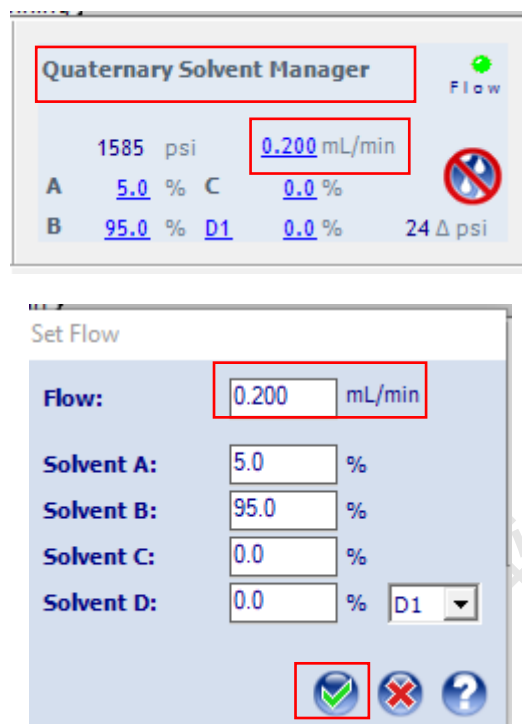 Quaternary Solvent Manager
Flow
1585 psi 0.200 mL/min
A 5.0 % C 0.0 %
B 95.0 % D1 0.0 % 24 Δ psi
Set Flow
Flow: 0.200 mL/min
Solvent A: 5.0 %
Solvent B: 95.0 %
Solvent C: 0.0 %
Solvent D: 0.0 % D1
?